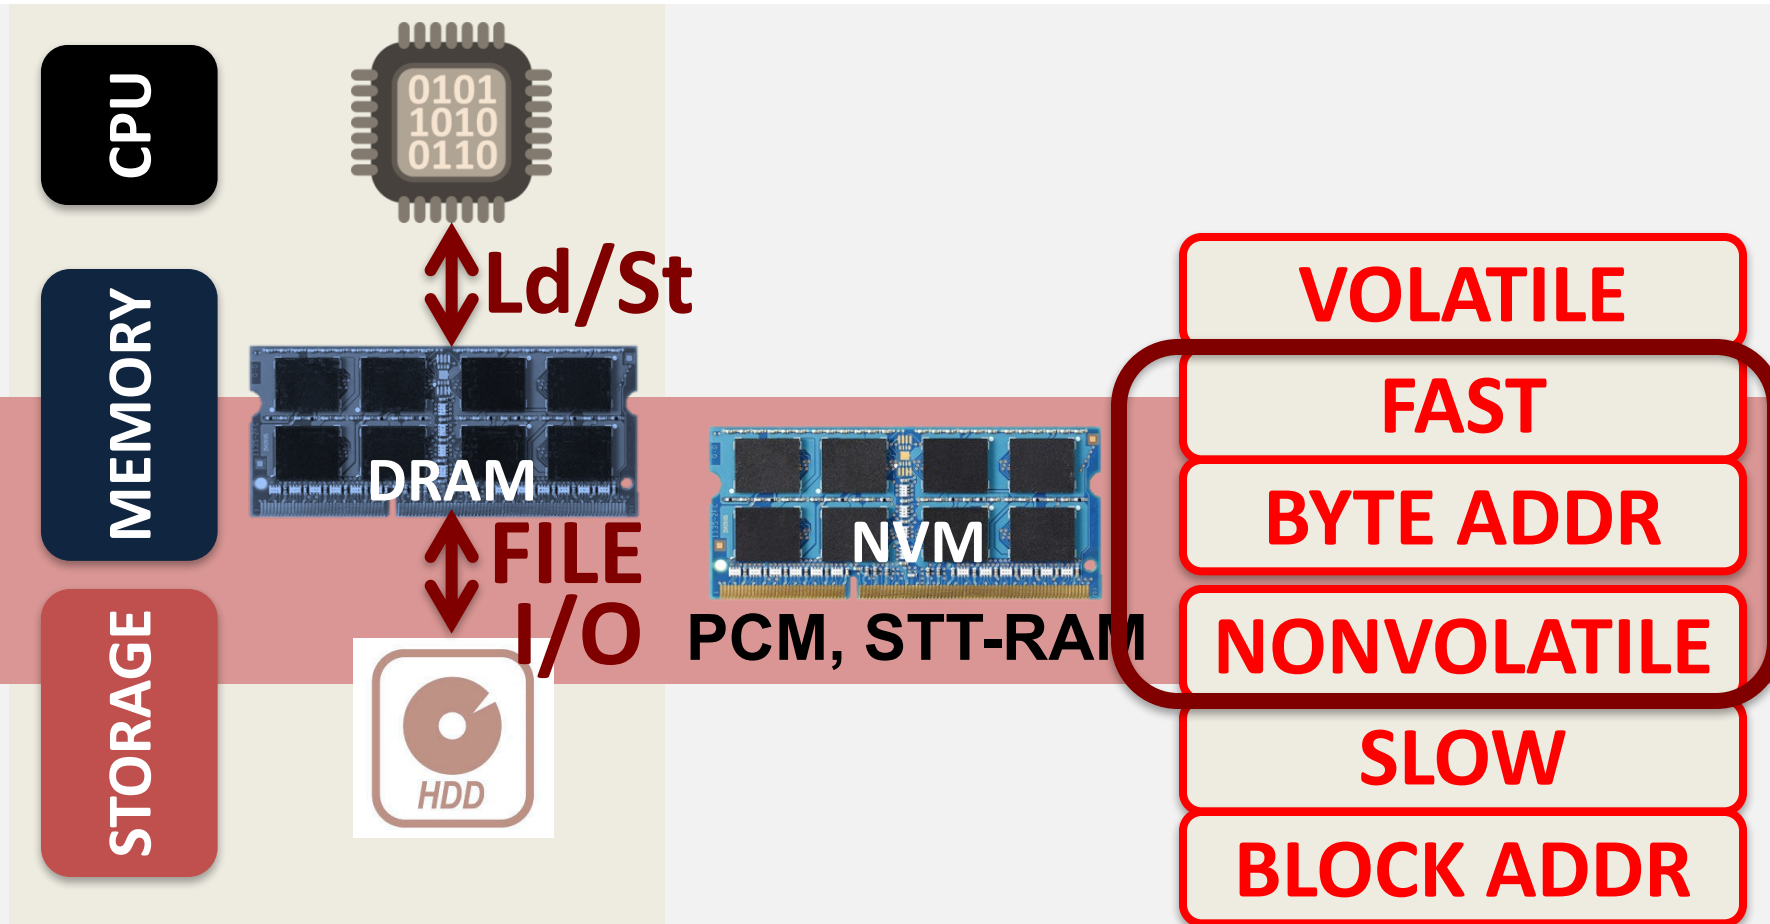 CPU
0101
1010
0110
Ld/St
MEMORY
DRAM
FILE
I/O
NVM
PCM, STT-RAM
STORAGE
HDD
VOLATILE
FAST
BYTE ADDR
NONVOLATILE
SLOW
BLOCK ADDR